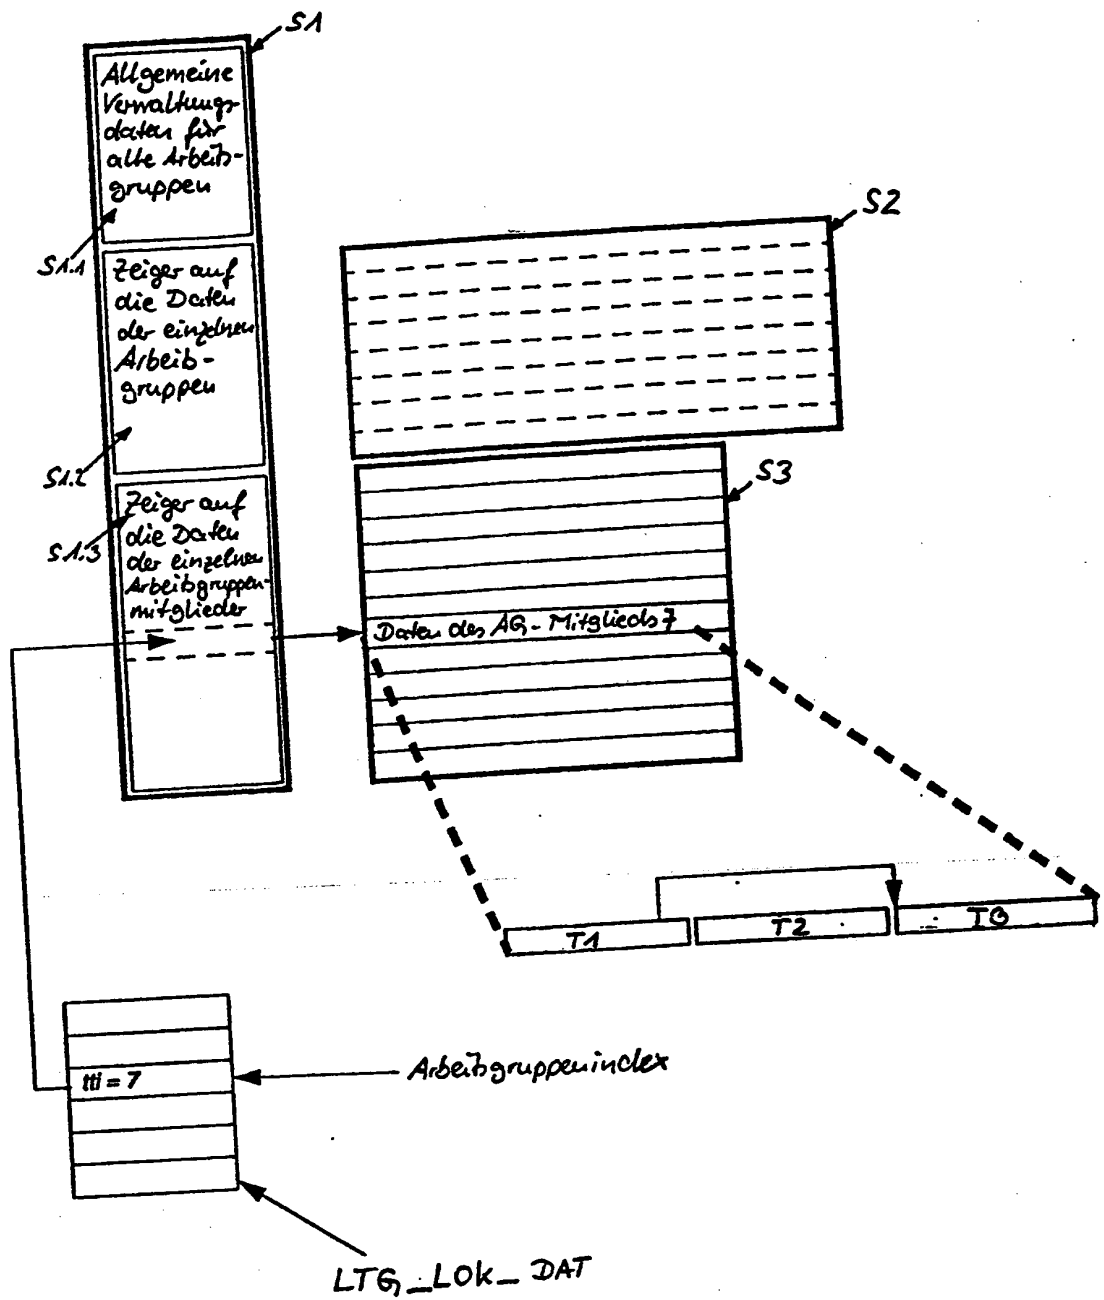 S1
Allgemeine
Verwaltungs-
daten für
alle Arbeits-
gruppen
S1.1
Zeiger auf
die Daten
der einzelnen
Arbeits-
gruppen
S1.2
Zeiger auf
die Daten
der einzelnen
Arbeitsgruppen-
mitglieder
S1.3
S2
S3
Daten des AG-Mitglieds 7
T1
T2
T0
tti = 7
Arbeitsgruppenindex
LTG_LOK_DAT